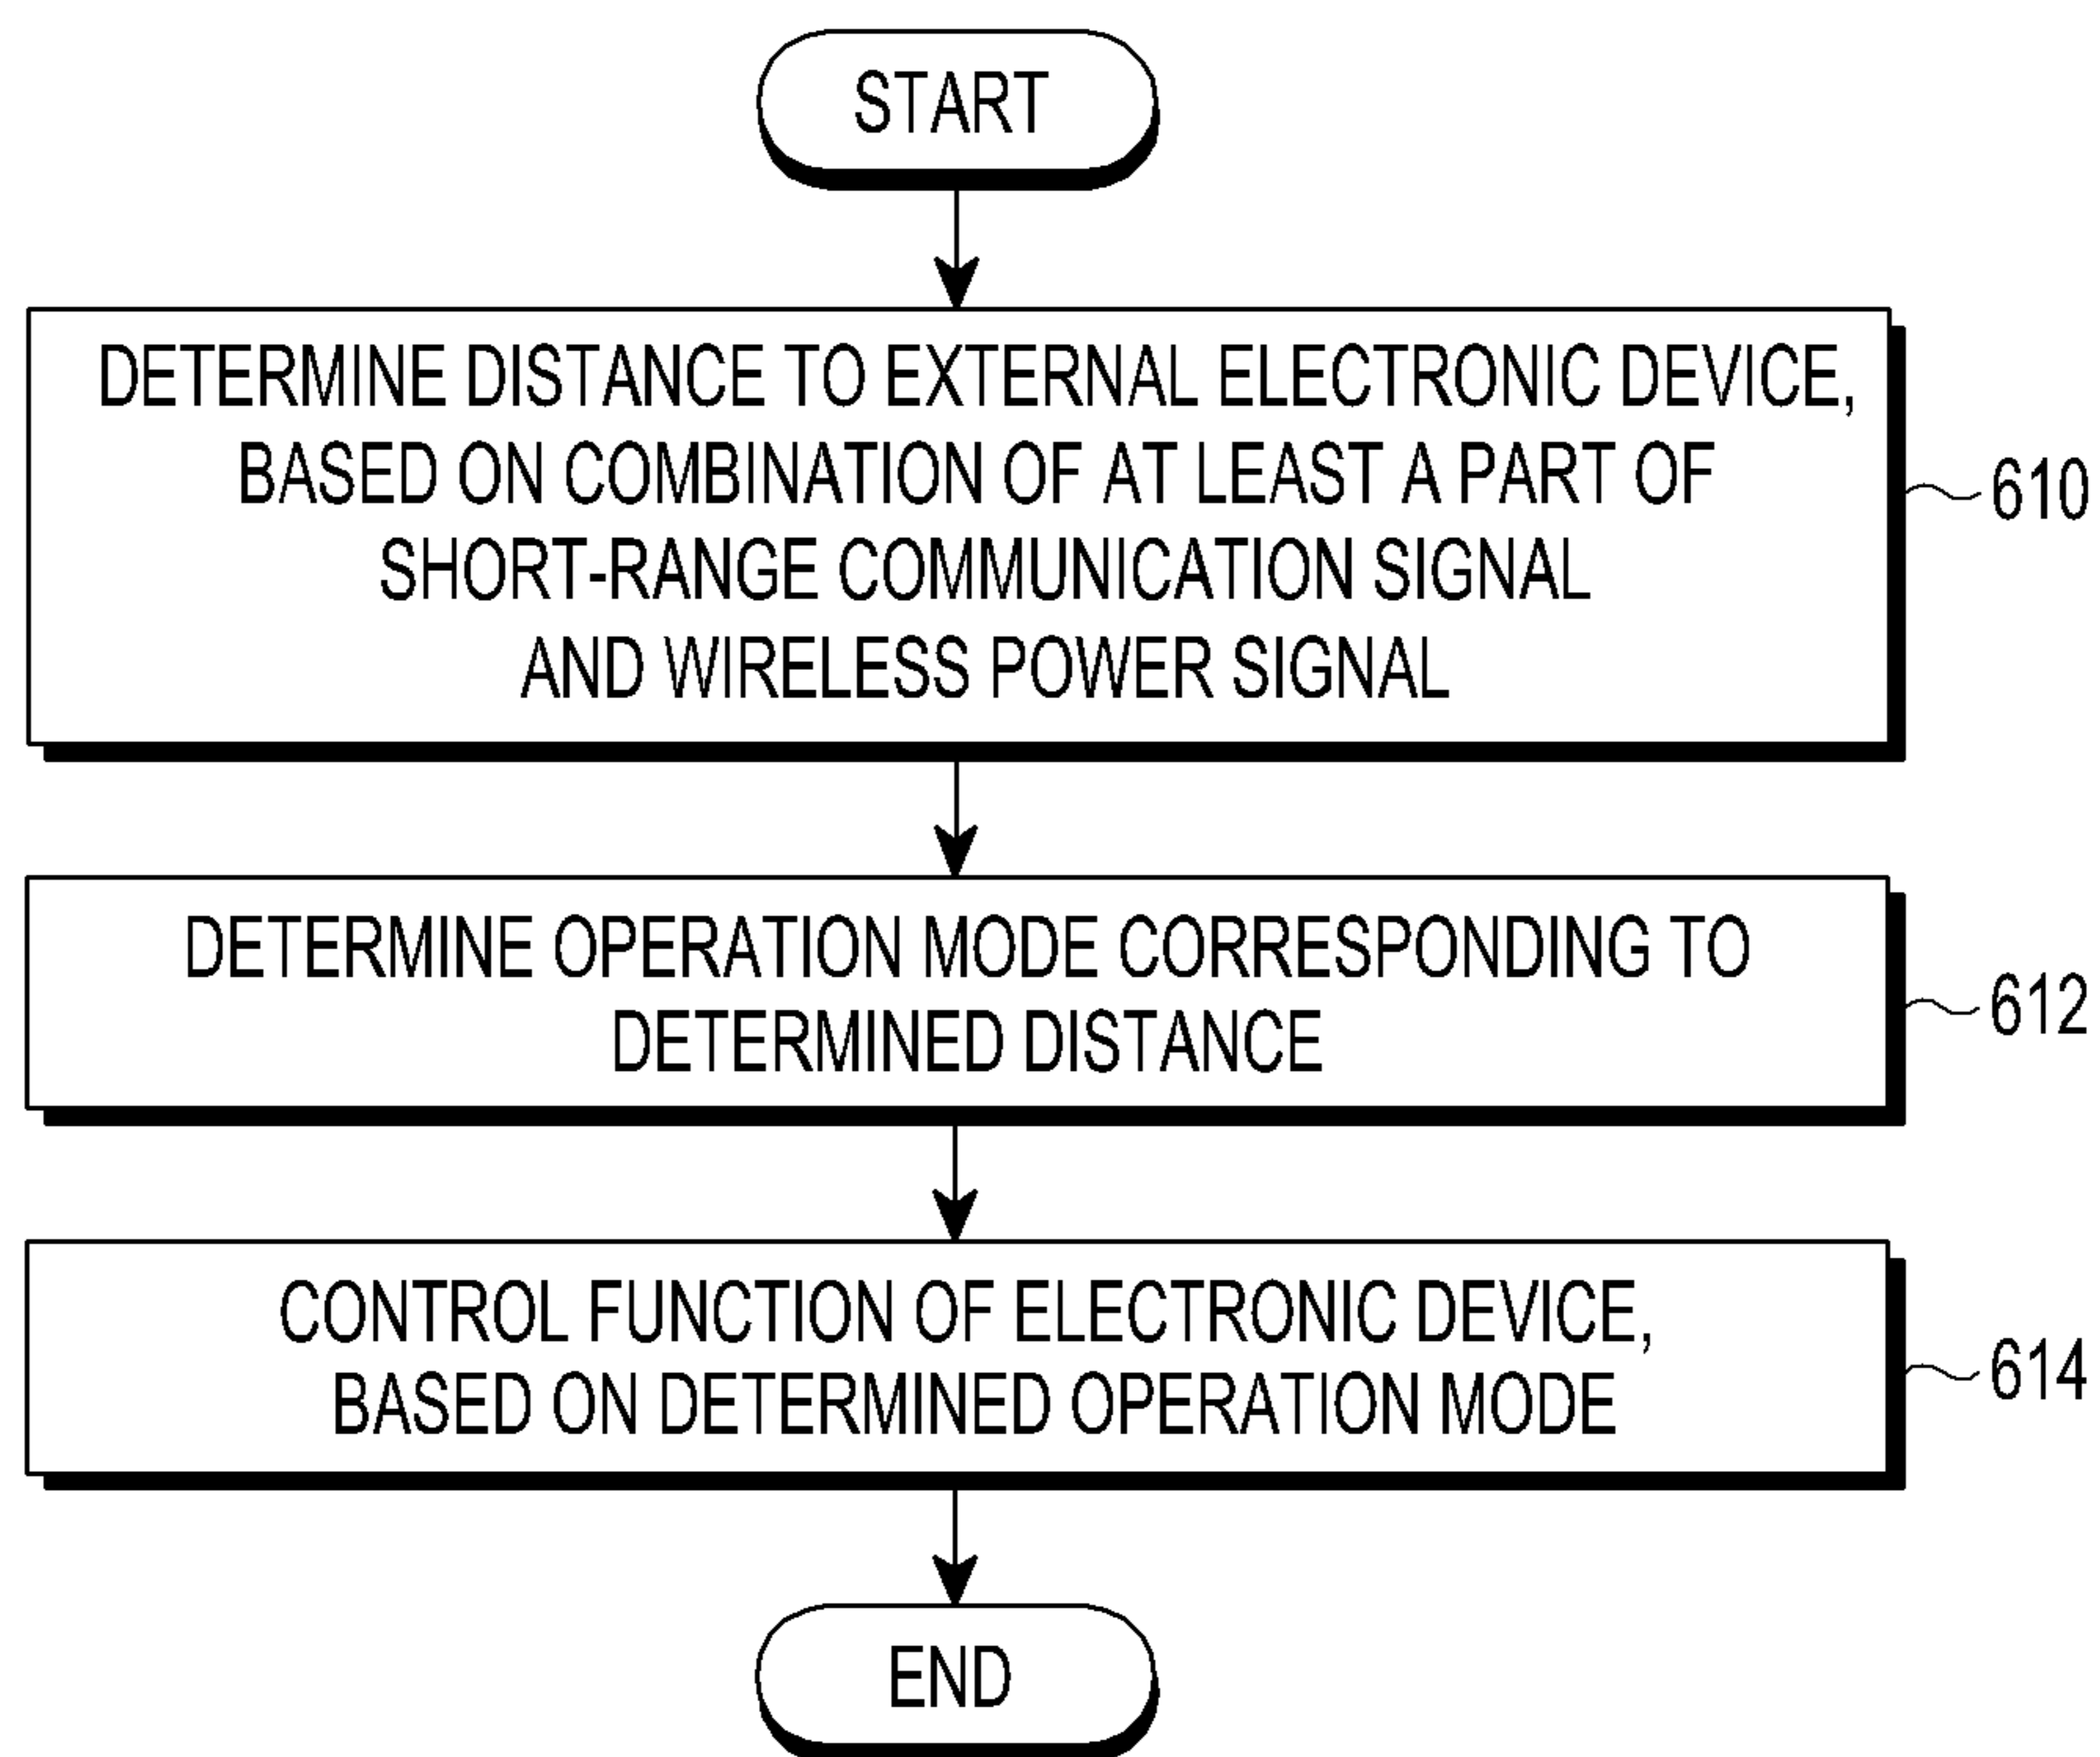 START
DETERMINE DISTANCE TO EXTERNAL ELECTRONIC DEVICE,
BASED ON COMBINATION OF AT LEAST A PART OF
SHORT-RANGE COMMUNICATION SIGNAL
AND WIRELESS POWER SIGNAL
610
DETERMINE OPERATION MODE CORRESPONDING TO
DETERMINED DISTANCE
612
CONTROL FUNCTION OF ELECTRONIC DEVICE,
BASED ON DETERMINED OPERATION MODE
614
END